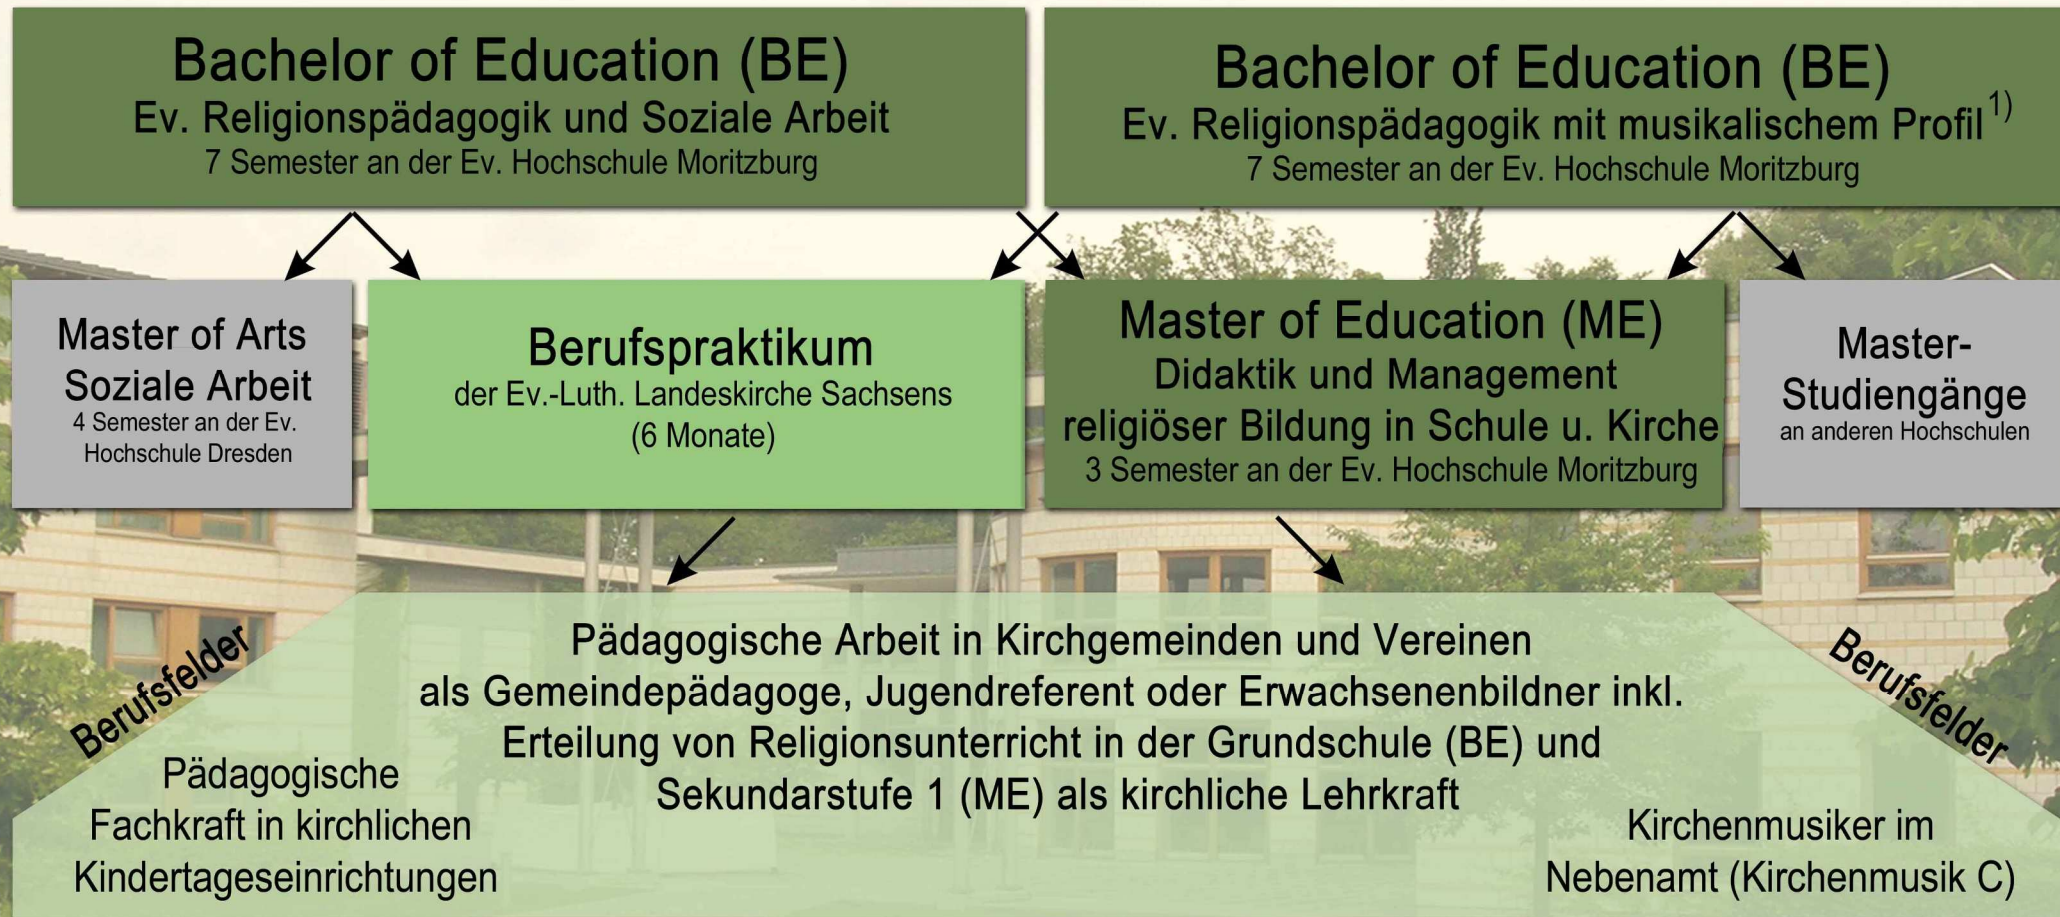 Bachelor of Education (BE)
Ev. Religionspädagogik und Soziale Arbeit
7 Semester an der Ev. Hochschule Moritzburg
Bachelor of Education (BE)
Ev. Religionspädagogik mit musikalischem Profil 1)
7 Semester an der Ev. Hochschule Moritzburg
Master of Arts
Soziale Arbeit
4 Semester an der Ev.
Hochschule Dresden
Berufspraktikum
der Ev.-Luth. Landeskirche Sachsens
(6 Monate)
Master of Education (ME)
Didaktik und Management
religiöser Bildung in Schule u. Kirche
3 Semester an der Ev. Hochschule Moritzburg
Master-
Studiengänge
an anderen Hochschulen
Berufsfelder
Pädagogische Arbeit in Kirchgemeinden und Vereinen
als Gemeindepädagoge, Jugendreferent oder Erwachsenenbildner inkl.
Erteilung von Religionsunterricht in der Grundschule (BE) und
Sekundarstufe 1 (ME) als kirchliche Lehrkraft
Berufsfelder
Pädagogische
Fachkraft in kirchlichen
Kindertageseinrichtungen
Kirchenmusiker im
Nebenamt (Kirchenmusik C)